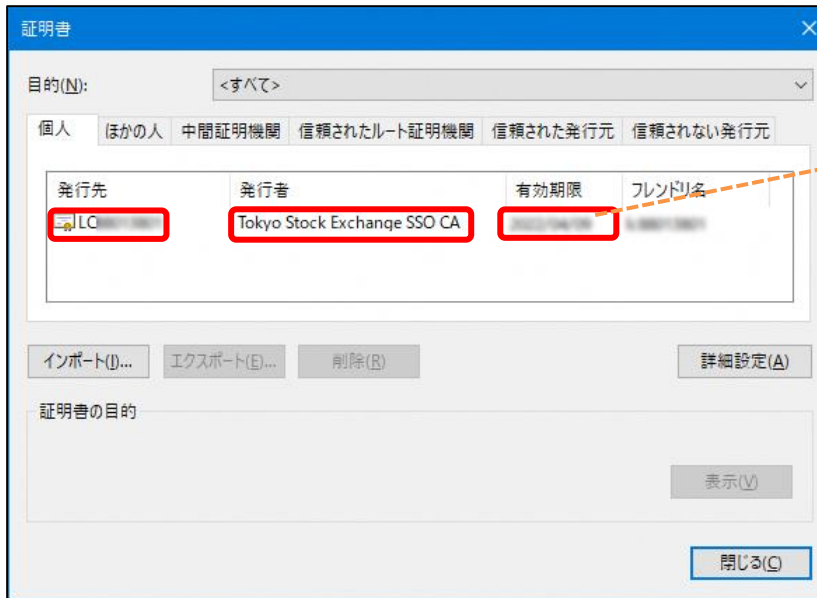 証明書
目的(N): <すべて>
個人 ほかの人 中間証明機関 信頼されたルート証明機関 信頼された発行元 信頼されない発行元
発行先 発行者 有効期限 フレンドリ名
LC Tokyo Stock Exchange SSO CA
インポート(I)... エクスポート(E)... 削除(R) 詳細設定(A)
証明書の目的
表示(V)
閉じる(C)